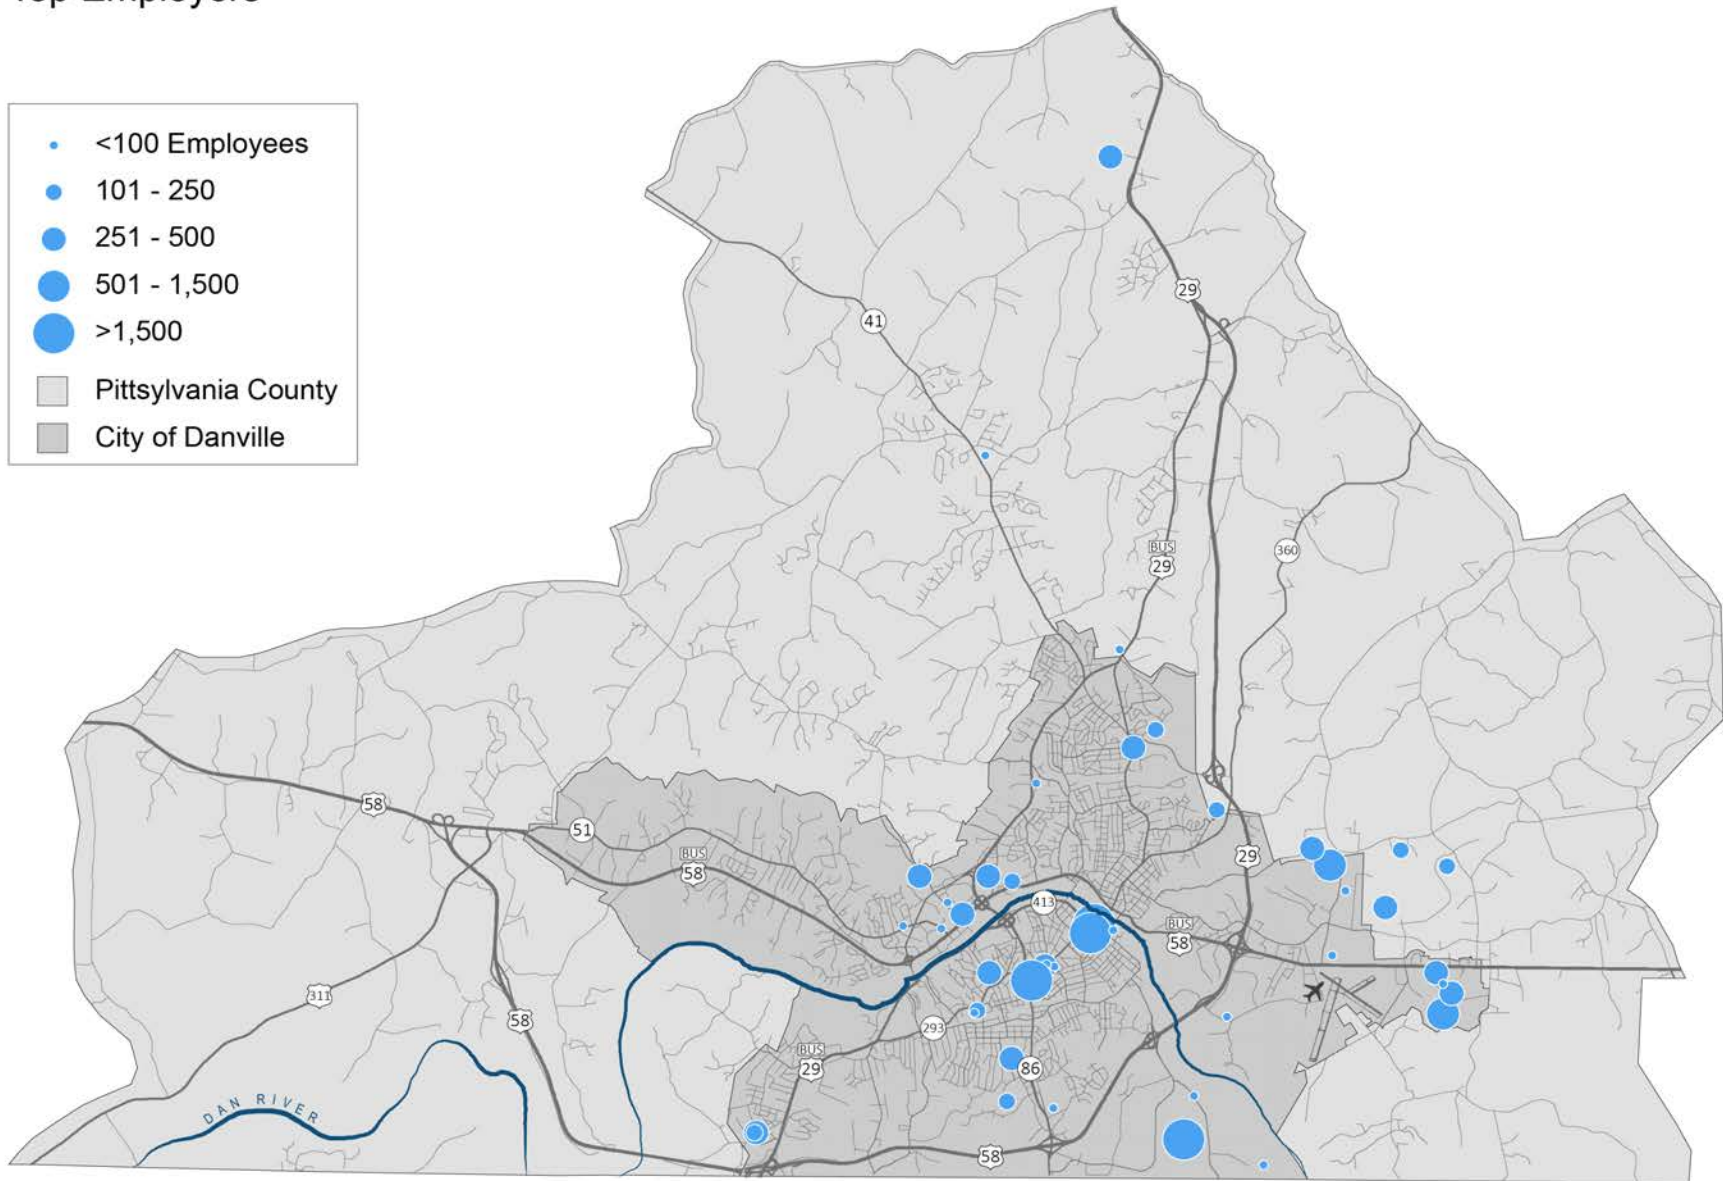 Top Employers
<100 Employees
101 - 250
251 - 500
501 - 1,500
>1,500
Pittsylvania County
City of Danville
29
41
BUS
29
360
58
51
BUS
58
29
413
BUS
58
311
58
293
BUS
29
86
DAN RIVER
58